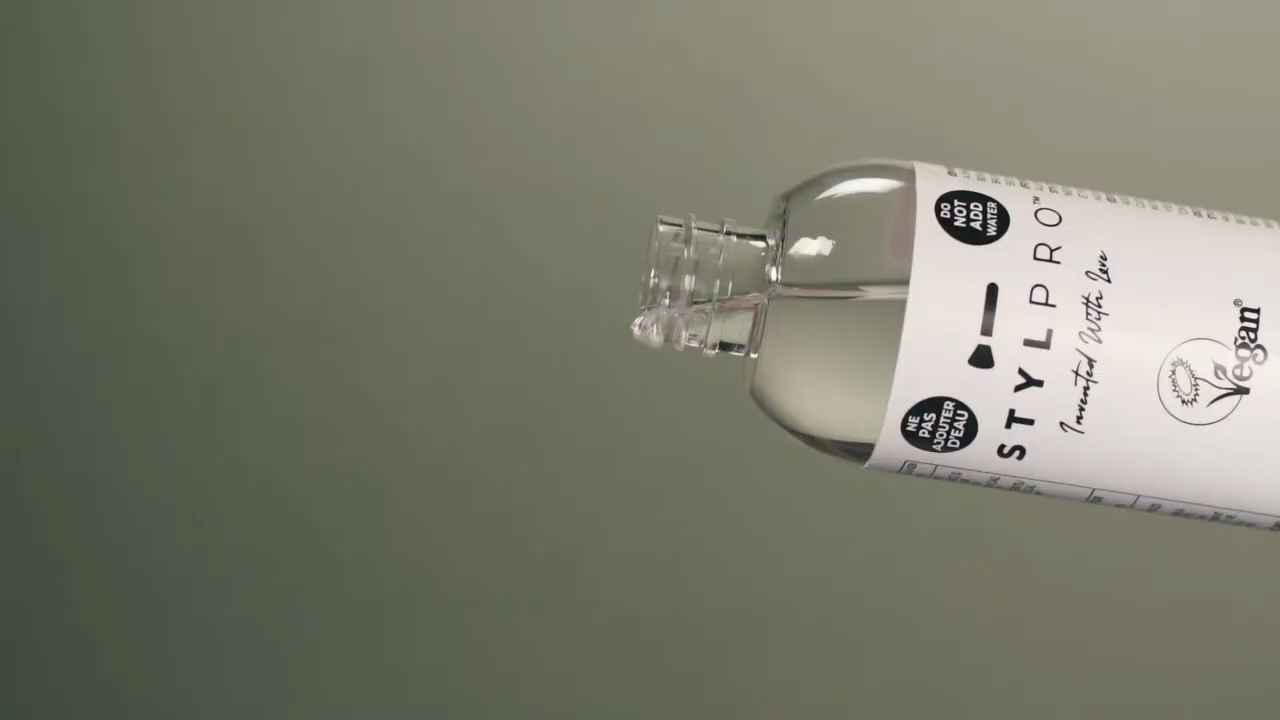 DO
NOT
ADD
WATER
NE
PAS
AJOUTER
D'EAU
STYLPRO™
Invented With Love
Vegan®